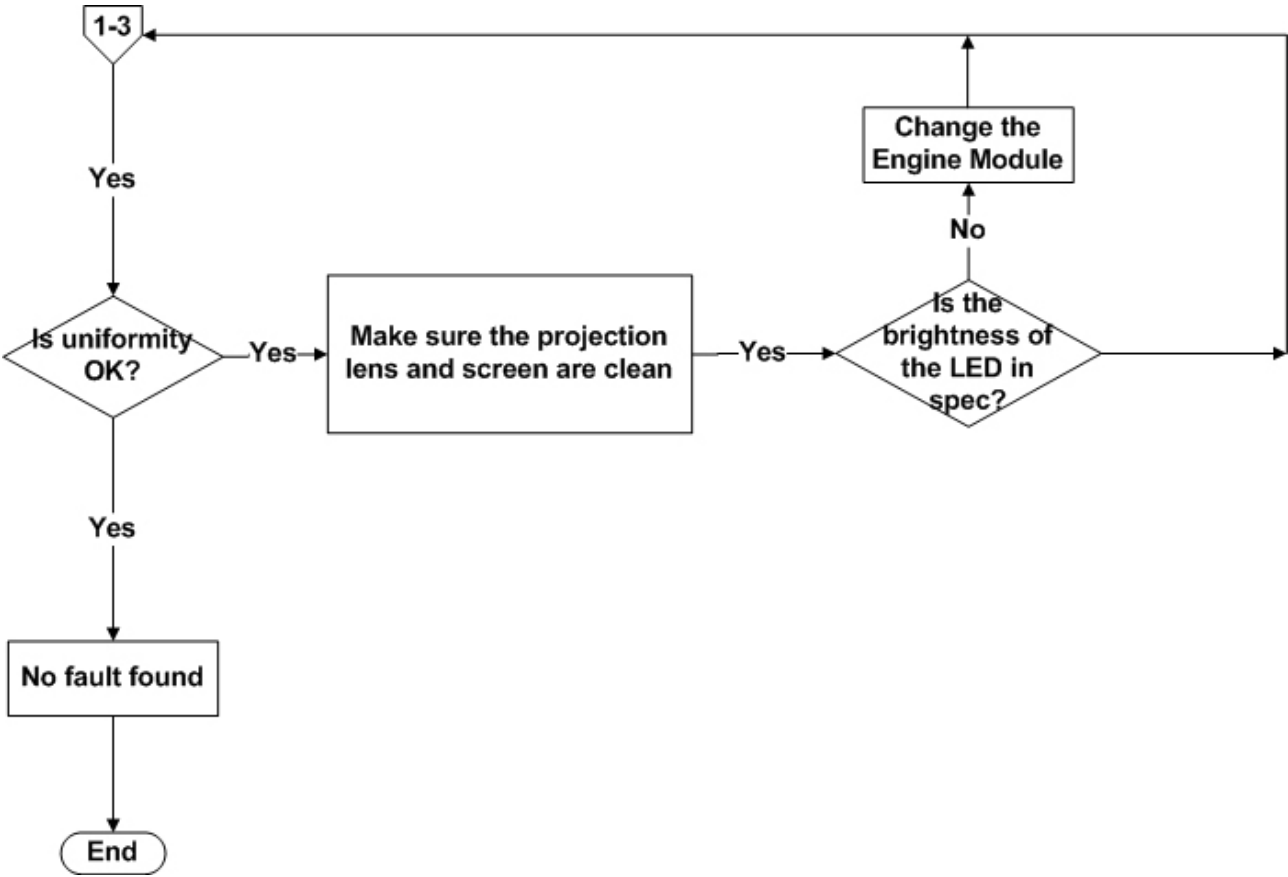 1-3
Yes
Is uniformity
OK?
Yes
Make sure the projection
lens and screen are clean
Yes
Is the
brightness of
the LED in
spec?
No
Change the
Engine Module
Yes
No fault found
End